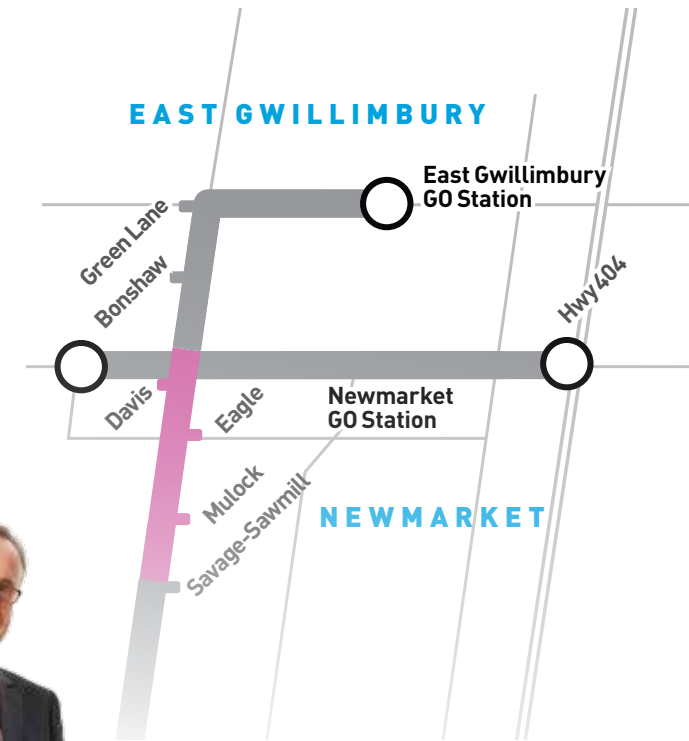 EAST GWILLIMBURY
East Gwillimbury
GO Station
Green Lane
Bonshaw
Hwy 404
Davis
Eagle
Newmarket
GO Station
Mulock
Savage-Sawmill
NEWMARKET